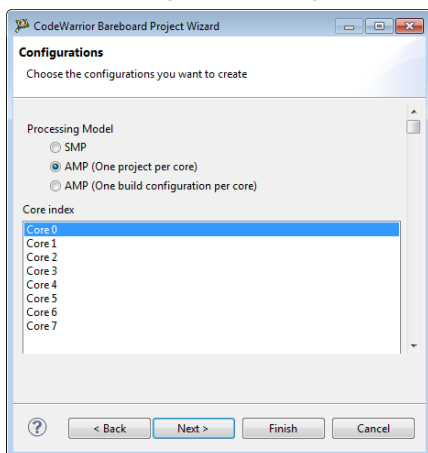 CodeWarrior Bareboard Project Wizard
Configurations
Choose the configurations you want to create
Processing Model
SMP
AMP (One project per core)
AMP (One build configuration per core)
Core index
Core 0
Core 1
Core 2
Core 3
Core 4
Core 5
Core 6
Core 7
? < Back Next > Finish Cancel